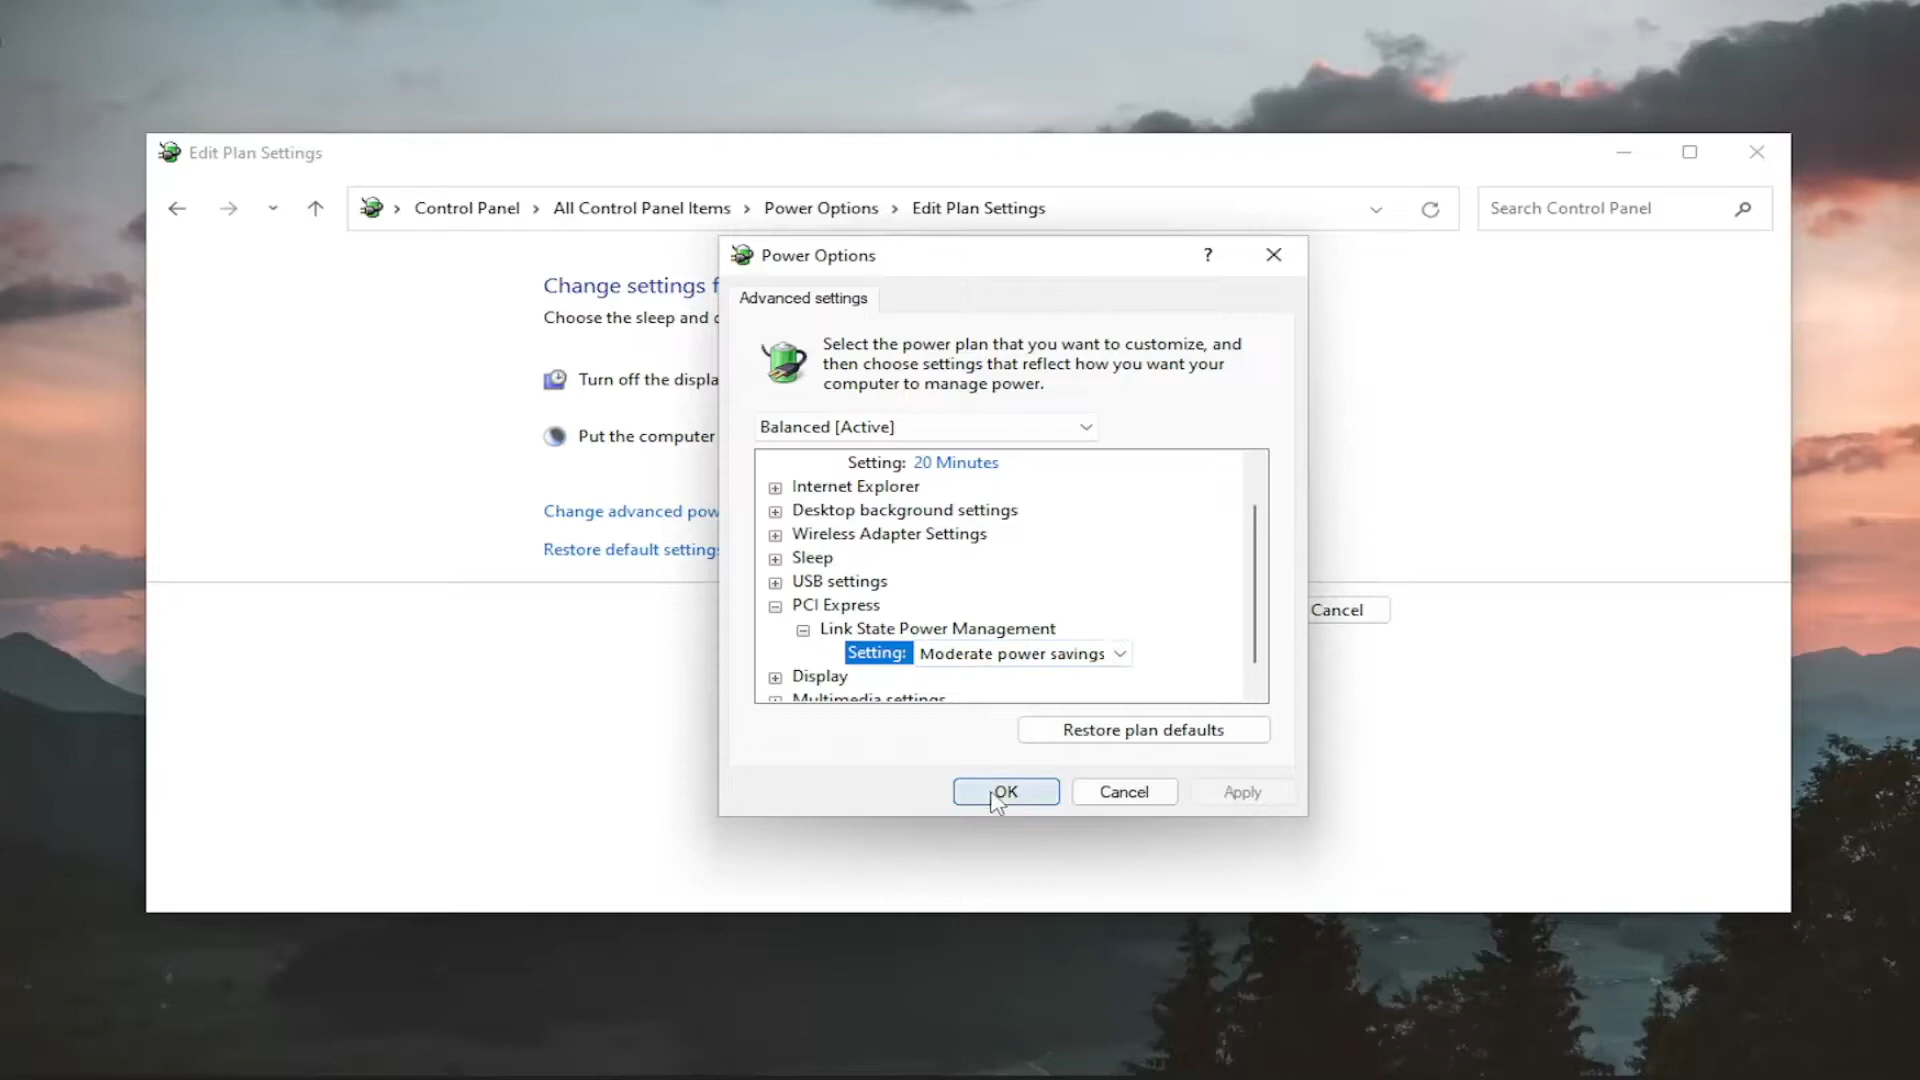 Edit Plan Settings
Control Panel > All Control Panel Items > Power Options > Edit Plan Settings
Search Control Panel
Change settings f
Choose the sleep and c
Turn off the displa
Put the computer
Change advanced pow
Restore default settings
Cancel
Power Options
?
Advanced settings
Select the power plan that you want to customize, and
then choose settings that reflect how you want your
computer to manage power.
Balanced [Active]
Setting: 20 Minutes
Internet Explorer
Desktop background settings
Wireless Adapter Settings
Sleep
USB settings
PCI Express
Link State Power Management
Setting: Moderate power savings
Display
Multimedia settings
Restore plan defaults
OK
Cancel
Apply